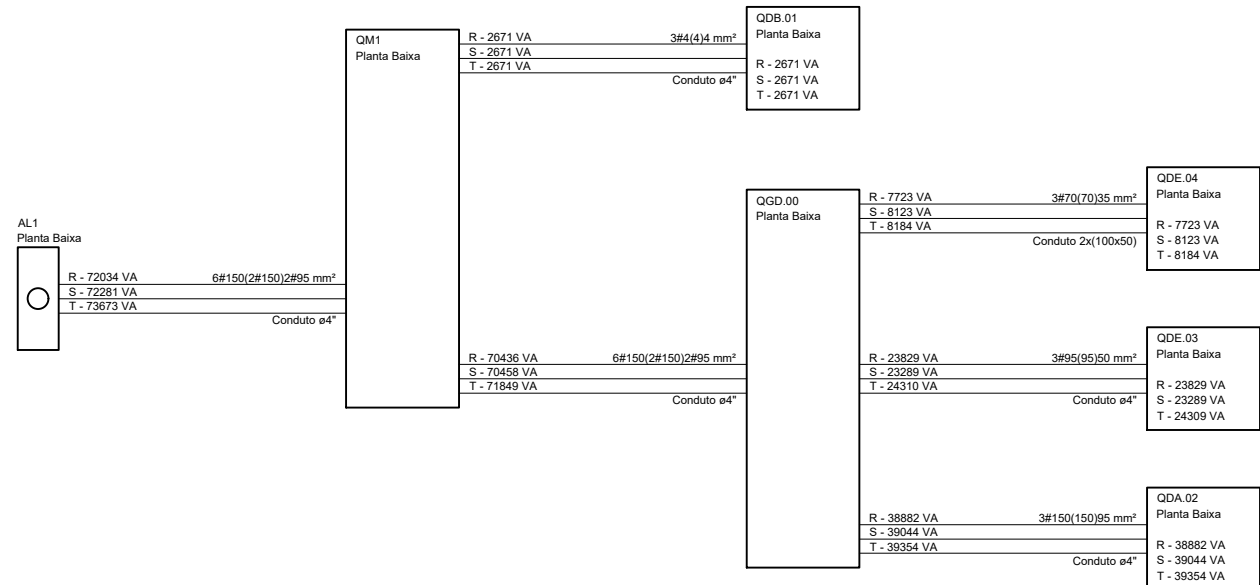 AL1
Planta Baixa
R - 72034 VA
6#150(2#150)2#95 mm²
S - 72281 VA
T - 73673 VA
Conduto ø4"
QM1
Planta Baixa
R - 2671 VA
3#4(4)4 mm²
S - 2671 VA
T - 2671 VA
Conduto ø4"
QDB.01
Planta Baixa
R - 2671 VA
S - 2671 VA
T - 2671 VA
R - 70436 VA
6#150(2#150)2#95 mm²
S - 70458 VA
T - 71849 VA
Conduto ø4"
QGD.00
Planta Baixa
R - 7723 VA
3#70(70)35 mm²
S - 8123 VA
T - 8184 VA
Conduto 2x(100x50)
QDE.04
Planta Baixa
R - 7723 VA
S - 8123 VA
T - 8184 VA
R - 23829 VA
3#95(95)50 mm²
S - 23289 VA
T - 24310 VA
Conduto ø4"
QDE.03
Planta Baixa
R - 23829 VA
S - 23289 VA
T - 24309 VA
R - 38882 VA
3#150(150)95 mm²
S - 39044 VA
T - 39354 VA
Conduto ø4"
QDA.02
Planta Baixa
R - 38882 VA
S - 39044 VA
T - 39354 VA